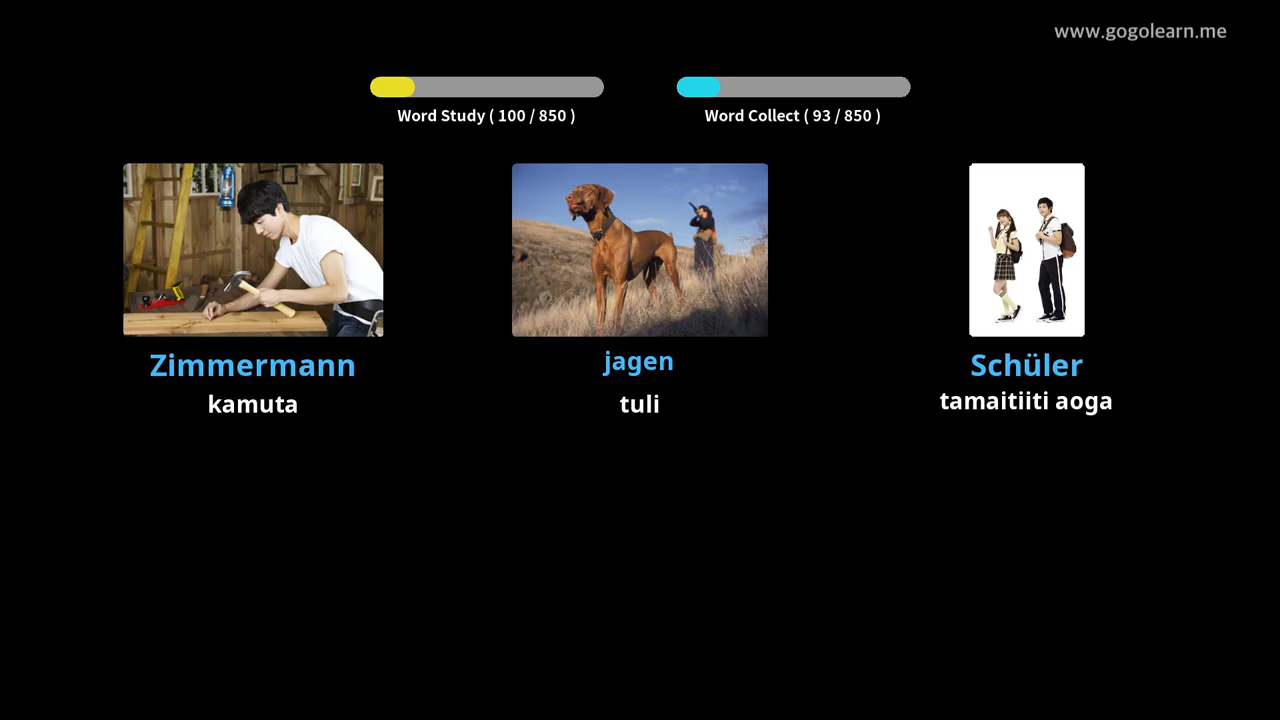 www.gogolearn.me
Word Study ( 100 / 850 )
Word Collect ( 93 / 850 )
Zimmermann
kamuta
jagen
tuli
Schüler
tamaitiiti aoga